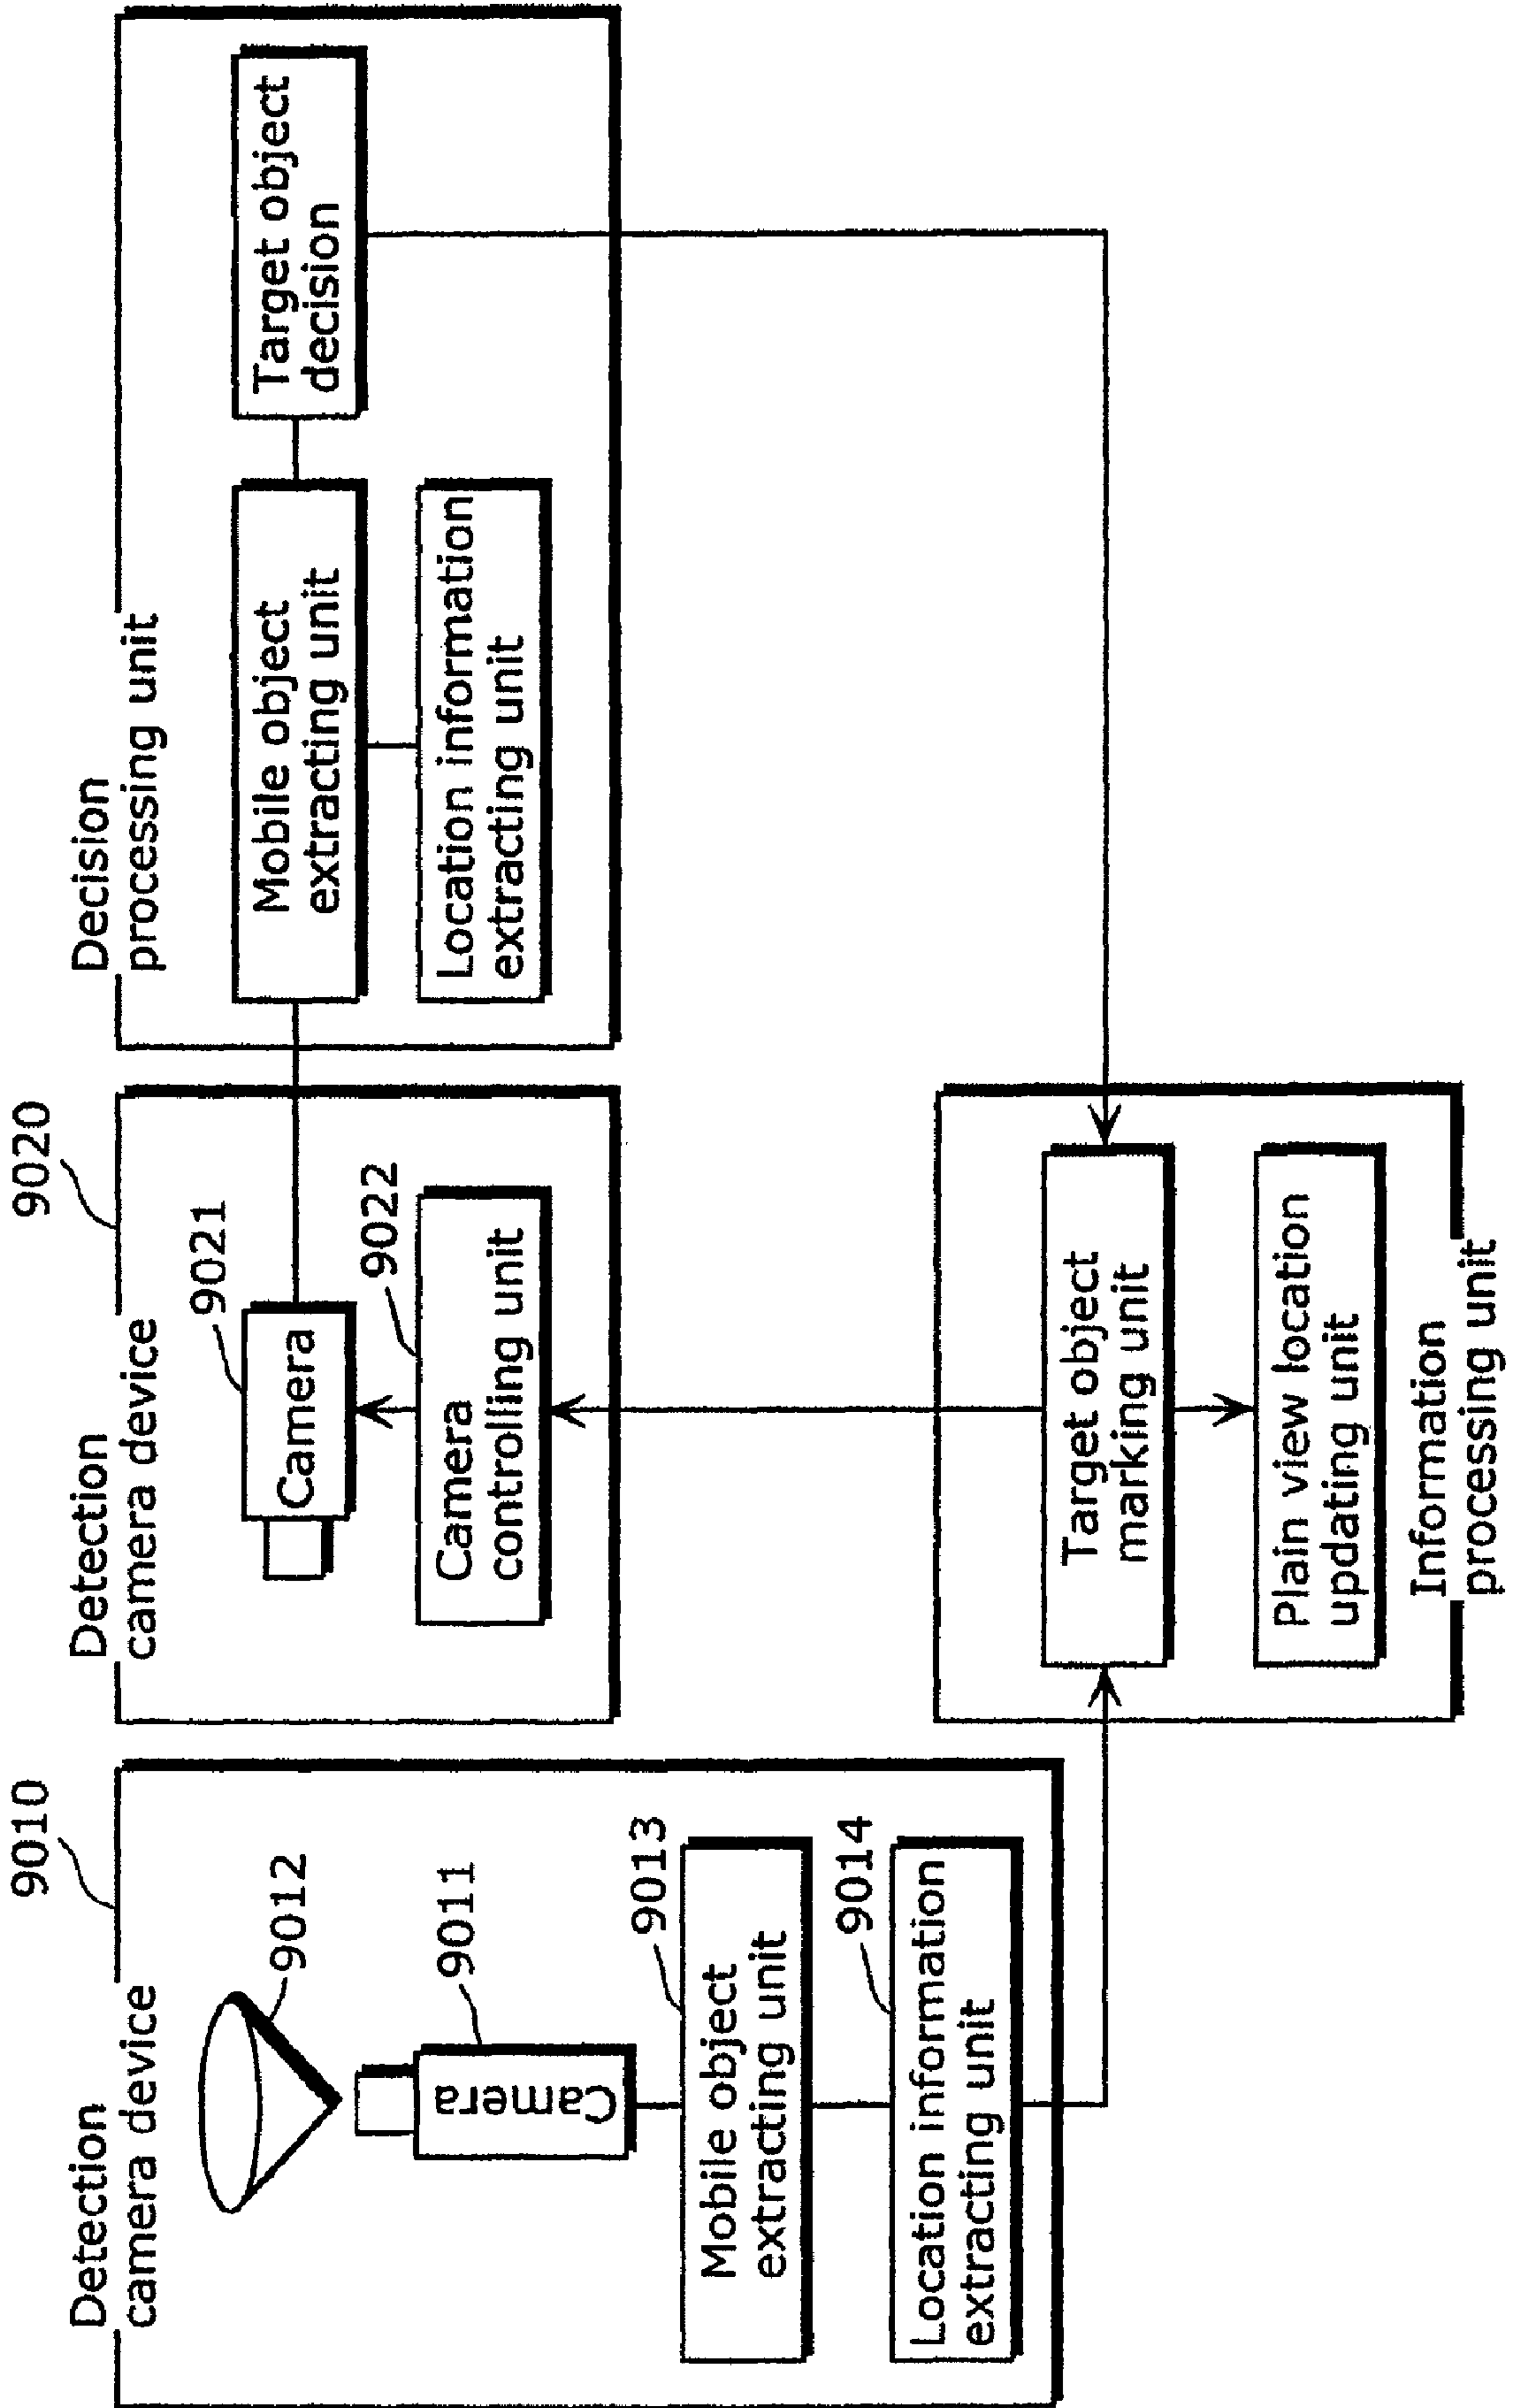 9010
Detection
camera device
9012
9011
Camera
9013
Mobile object
extracting unit
9014
Location information
extracting unit
9020
Detection
camera device
9021
Camera
9022
Camera
controlling unit
Decision
processing unit
Mobile object
extracting unit
Target object
decision
Location information
extracting unit
Target object
marking unit
Plain view location
updating unit
Information
processing unit